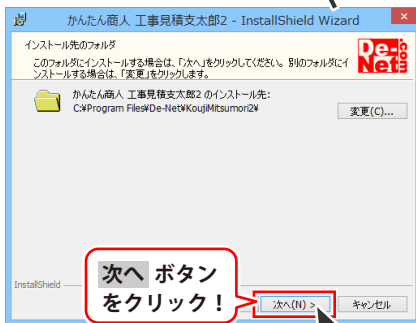 かんたん商人 工事見積支太郎2 - InstallShield Wizard
インストール先のフォルダ
このフォルダにインストールする場合は、「次へ」をクリックしてください。別のフォルダにイ
ンストールする場合は、「変更」をクリックします。
De-Net.com
かんたん商人 工事見積支太郎2 のインストール先:
C:¥Program Files¥De-Net¥KoujiMitsumori2¥
変更(C)...
次へ ボタン
をクリック!
InstallShield
次へ(N) >
キャンセル